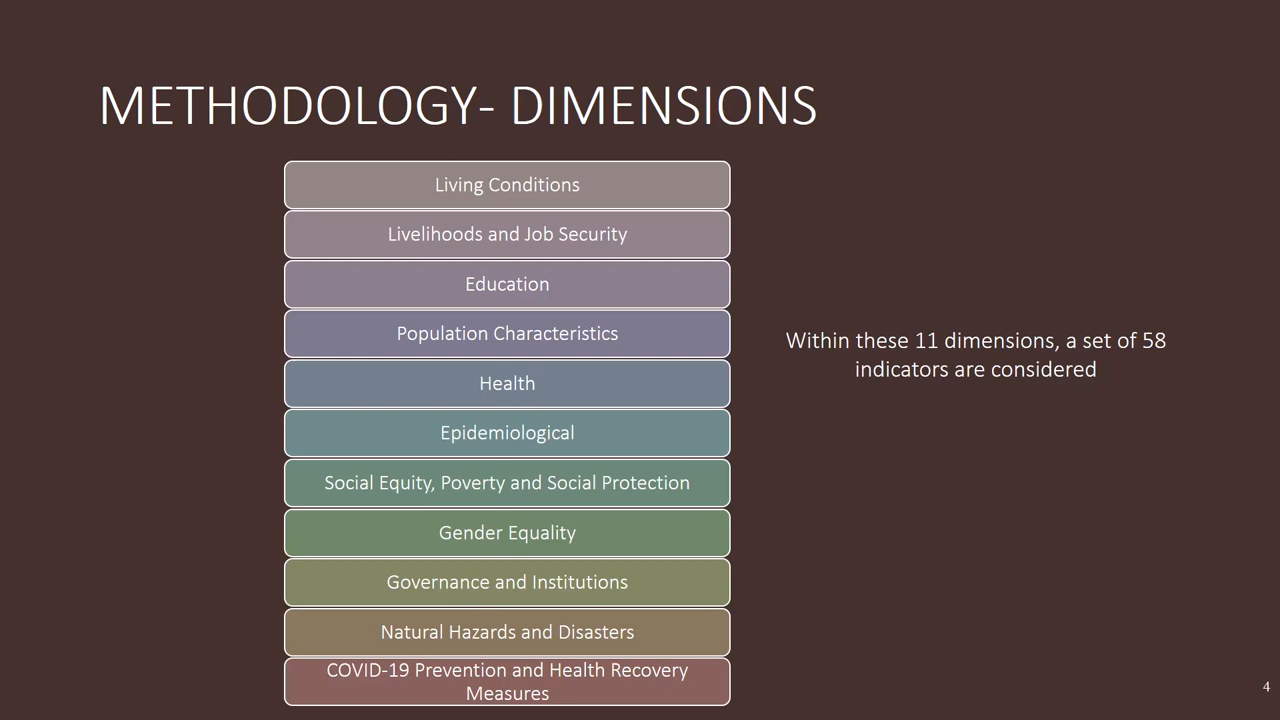 METHODOLOGY- DIMENSIONS
Living Conditions
Livelihoods and Job Security
Education
Population Characteristics
Health
Epidemiological
Social Equity, Poverty and Social Protection
Gender Equality
Governance and Institutions
Natural Hazards and Disasters
COVID-19 Prevention and Health Recovery
Measures
Within these 11 dimensions, a set of 58
indicators are considered
4